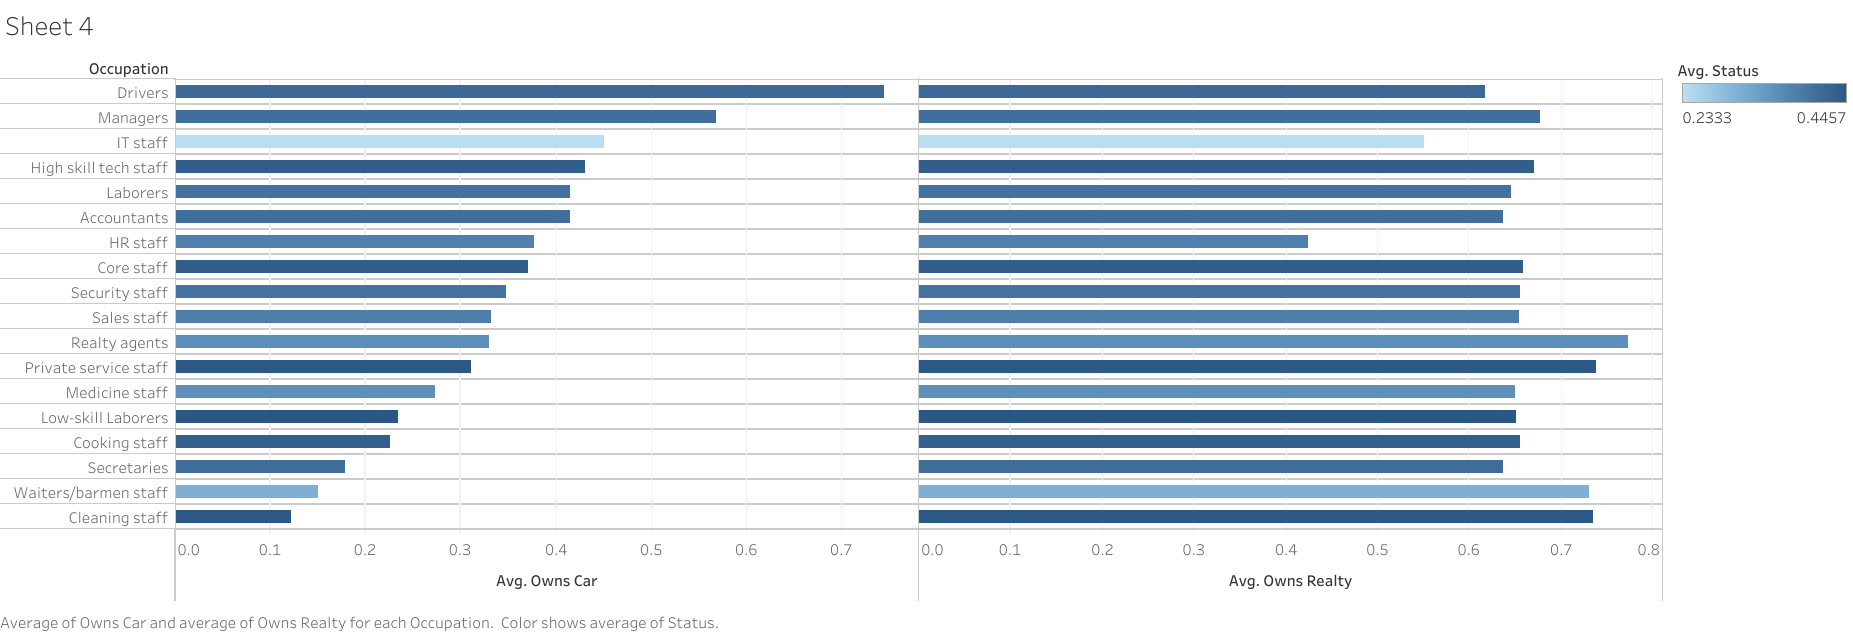 Sheet 4
Occupation
Avg. Status
0.2333 0.4457
Drivers
Managers
IT staff
High skill tech staff
Laborers
Accountants
HR staff
Core staff
Security staff
Sales staff
Realty agents
Private service staff
Medicine staff
Low-skill Laborers
Cooking staff
Secretaries
Waiters/barmen staff
Cleaning staff
0.0 0.1 0.2 0.3 0.4 0.5 0.6 0.7
0.0 0.1 0.2 0.3 0.4 0.5 0.6 0.7 0.8
Avg. Owns Car
Avg. Owns Realty
Average of Owns Car and average of Owns Realty for each Occupation. Color shows average of Status.